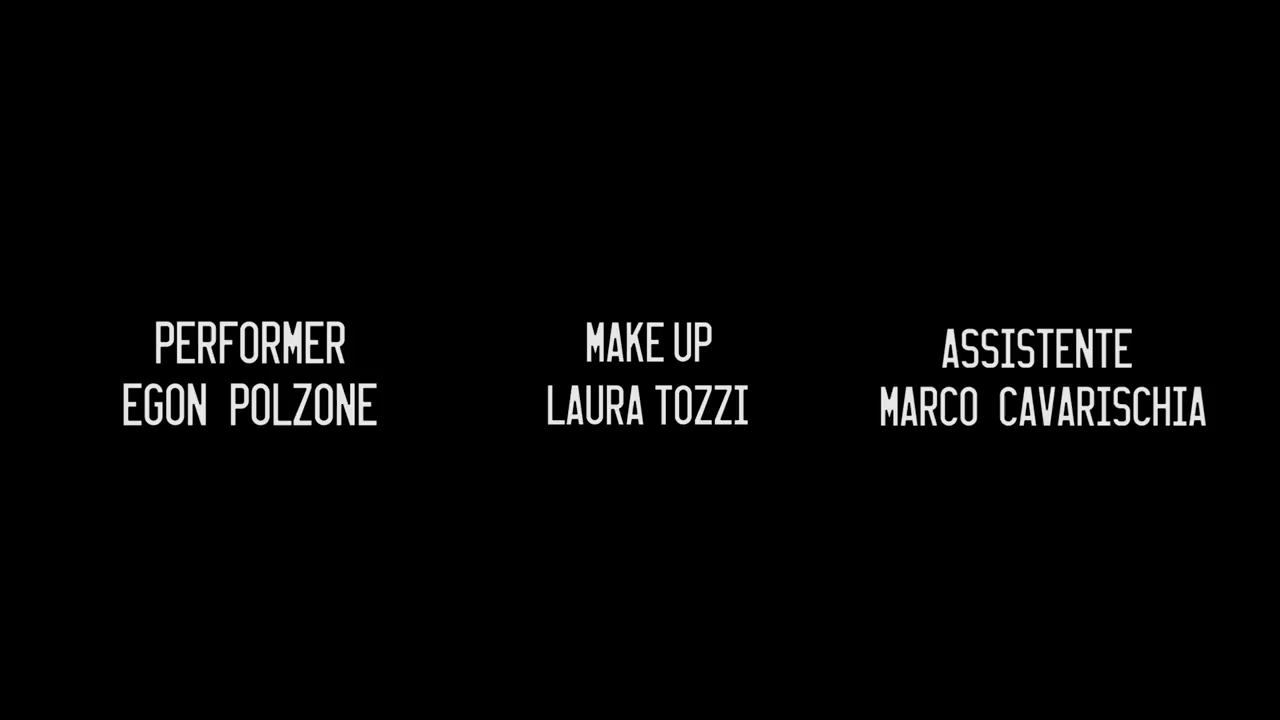 PERFORMER
EGON POLZONE
MAKE UP
LAURA TOZZI
ASSISTENTE
MARCO CAVARISCHIA